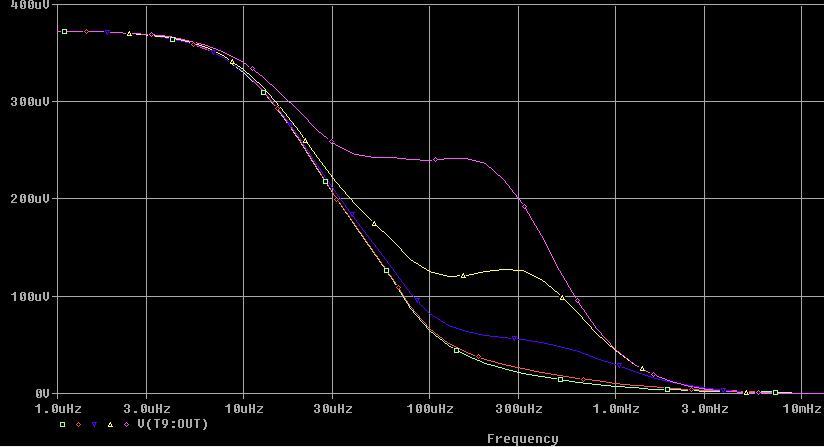 400uV
300uV
200uV
100uV
0V
1.0uHz 3.0uHz 10uHz 30uHz 100uHz 300uHz 1.0mHz 3.0mHz 10mHz
V(T9:OUT)
Frequency